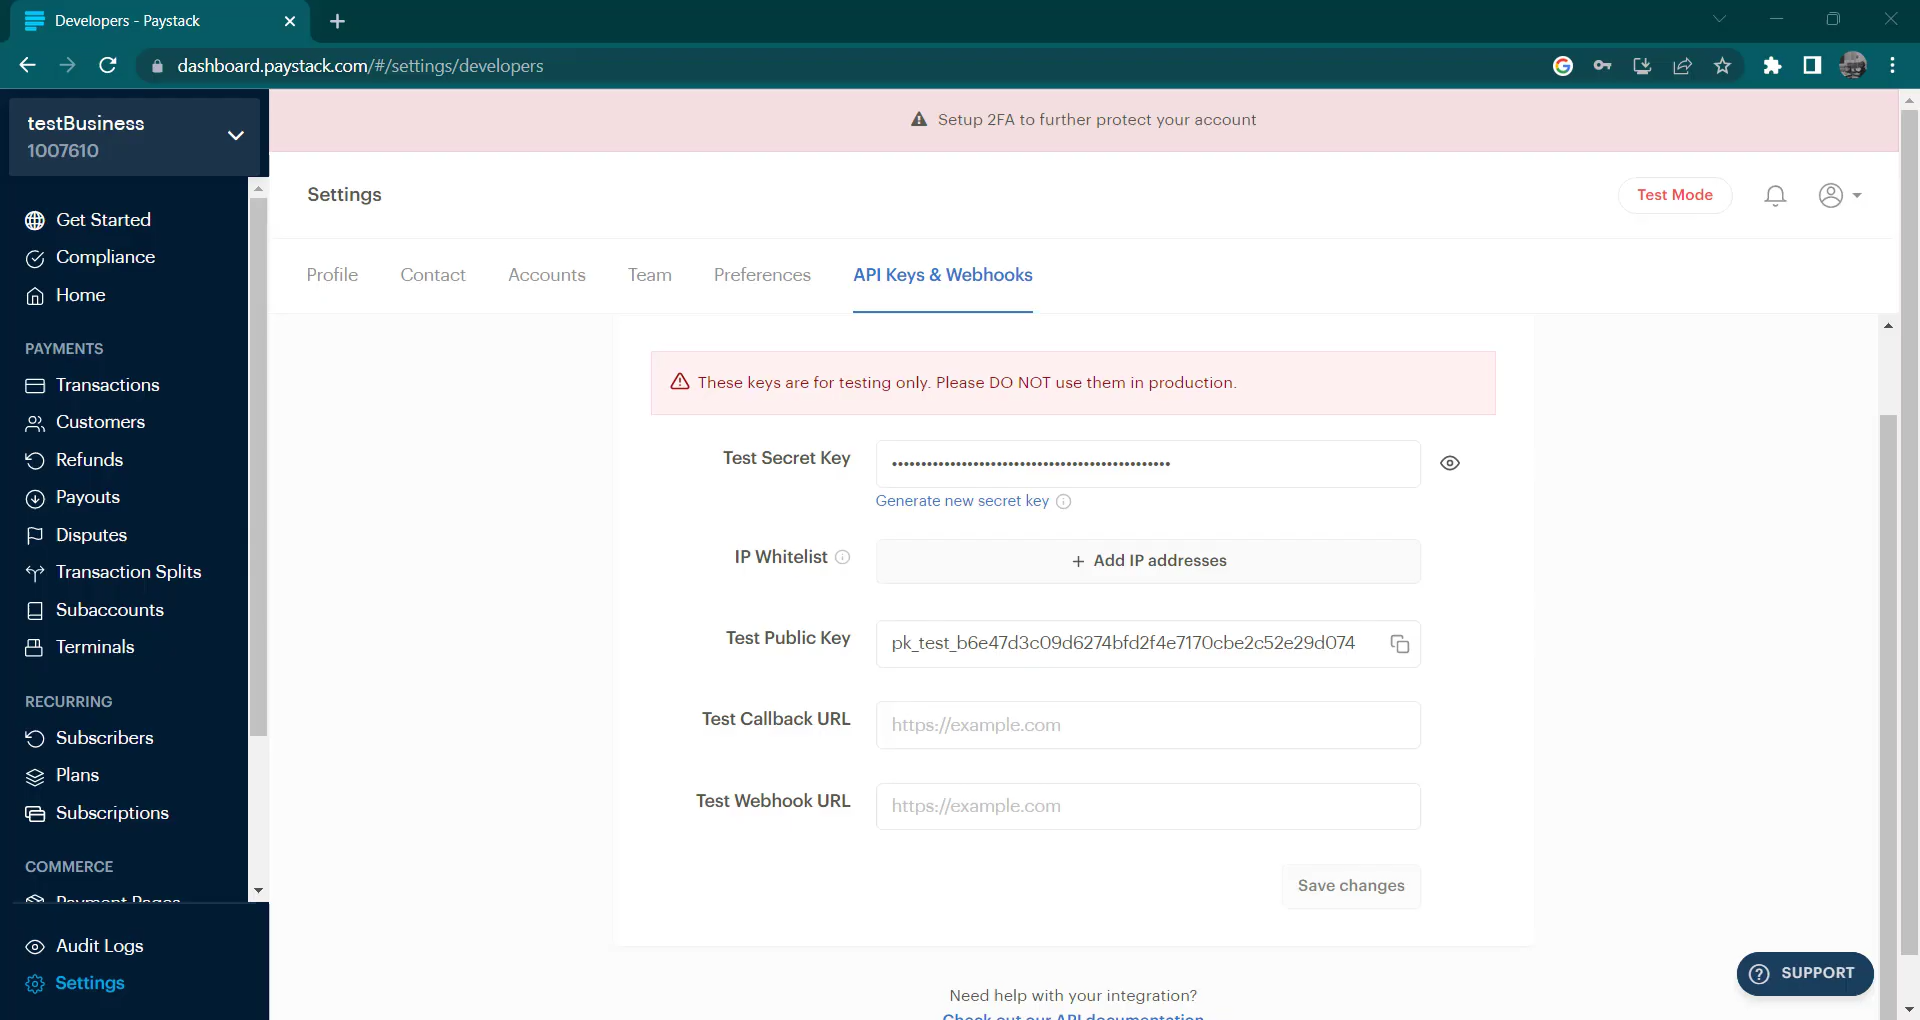 Developers - Paystack
dashboard.paystack.com/#/settings/developers
testBusiness
1007610
Get Started
Compliance
Home
PAYMENTS
Transactions
Customers
Refunds
Payouts
Disputes
Transaction Splits
Subaccounts
Terminals
RECURRING
Subscribers
Plans
Subscriptions
COMMERCE
Payment Pages
Audit Logs
Settings
Setup 2FA to further protect your account
Settings
Test Mode
Profile
Contact
Accounts
Team
Preferences
API Keys & Webhooks
These keys are for testing only. Please DO NOT use them in production.
Test Secret Key
••••••••••••••••••••••••••••••••••••••••••••••••
Generate new secret key
IP Whitelist
+ Add IP addresses
Test Public Key
pk_test_b6e47d3c09d6274bfd2f4e7170cbe2c52e29d074
Test Callback URL
https://example.com
Test Webhook URL
https://example.com
Save changes
Need help with your integration?
Check out our API documentation
SUPPORT